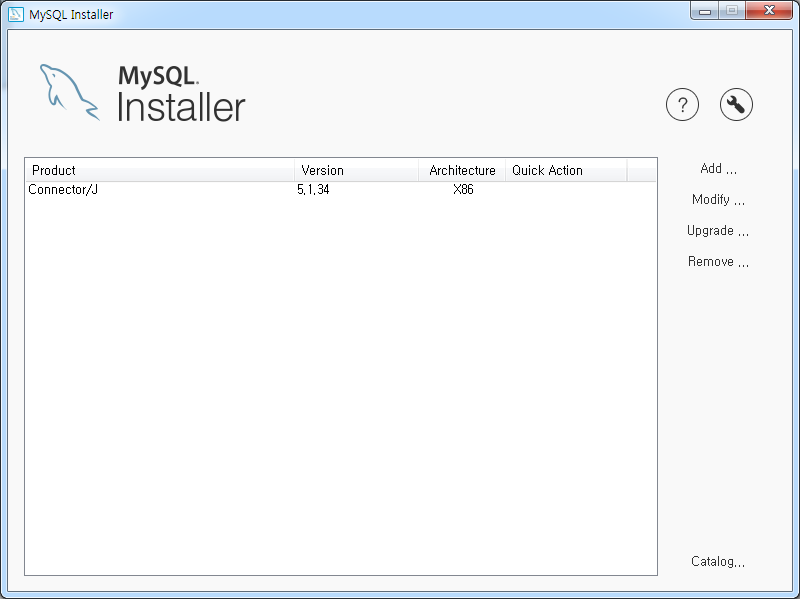 MySQL Installer
MySQL.
Installer
?
Product Version Architecture Quick Action
Connector/J 5.1.34 X86
Add ...
Modify ...
Upgrade ...
Remove ...
Catalog...